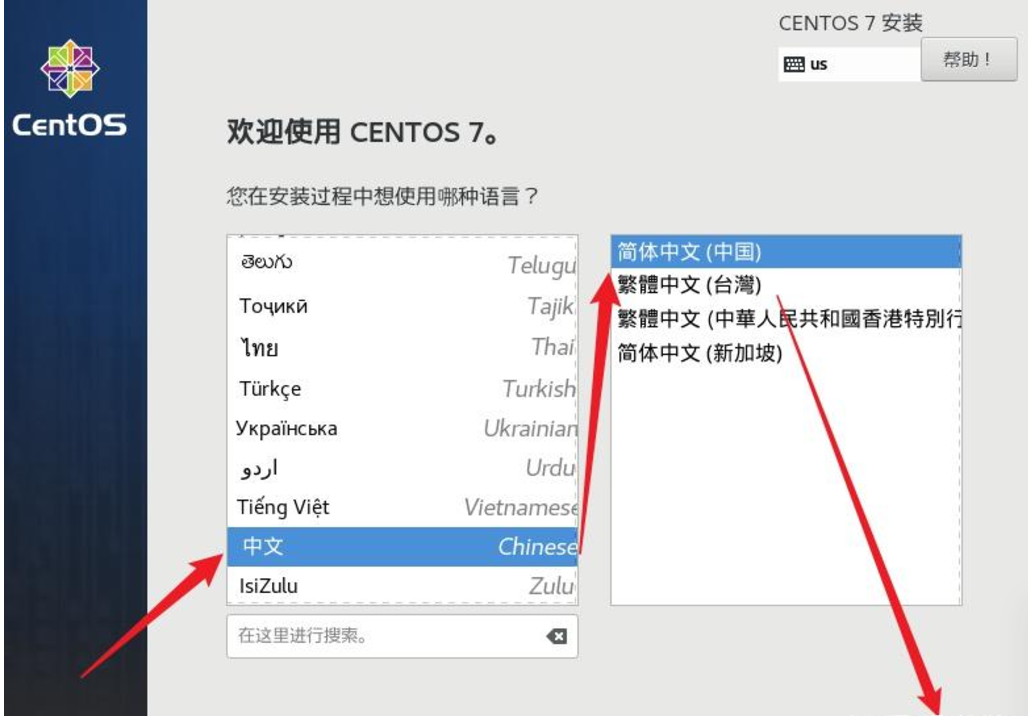 CENTOS 7 安装
us
帮助！
CentOS
欢迎使用 CENTOS 7。
您在安装过程中想使用哪种语言？
తెలుగు Telugu
Тоҷикӣ Tajik
ไทย Thai
Türkçe Turkish
Українська Ukrainian
اردو Urdu
Tiếng Việt Vietnamese
中文 Chinese
IsiZulu Zulu
在这里进行搜索。
简体中文 (中国)
繁體中文 (台灣)
繁體中文 (中華人民共和國香港特別行
简体中文 (新加坡)